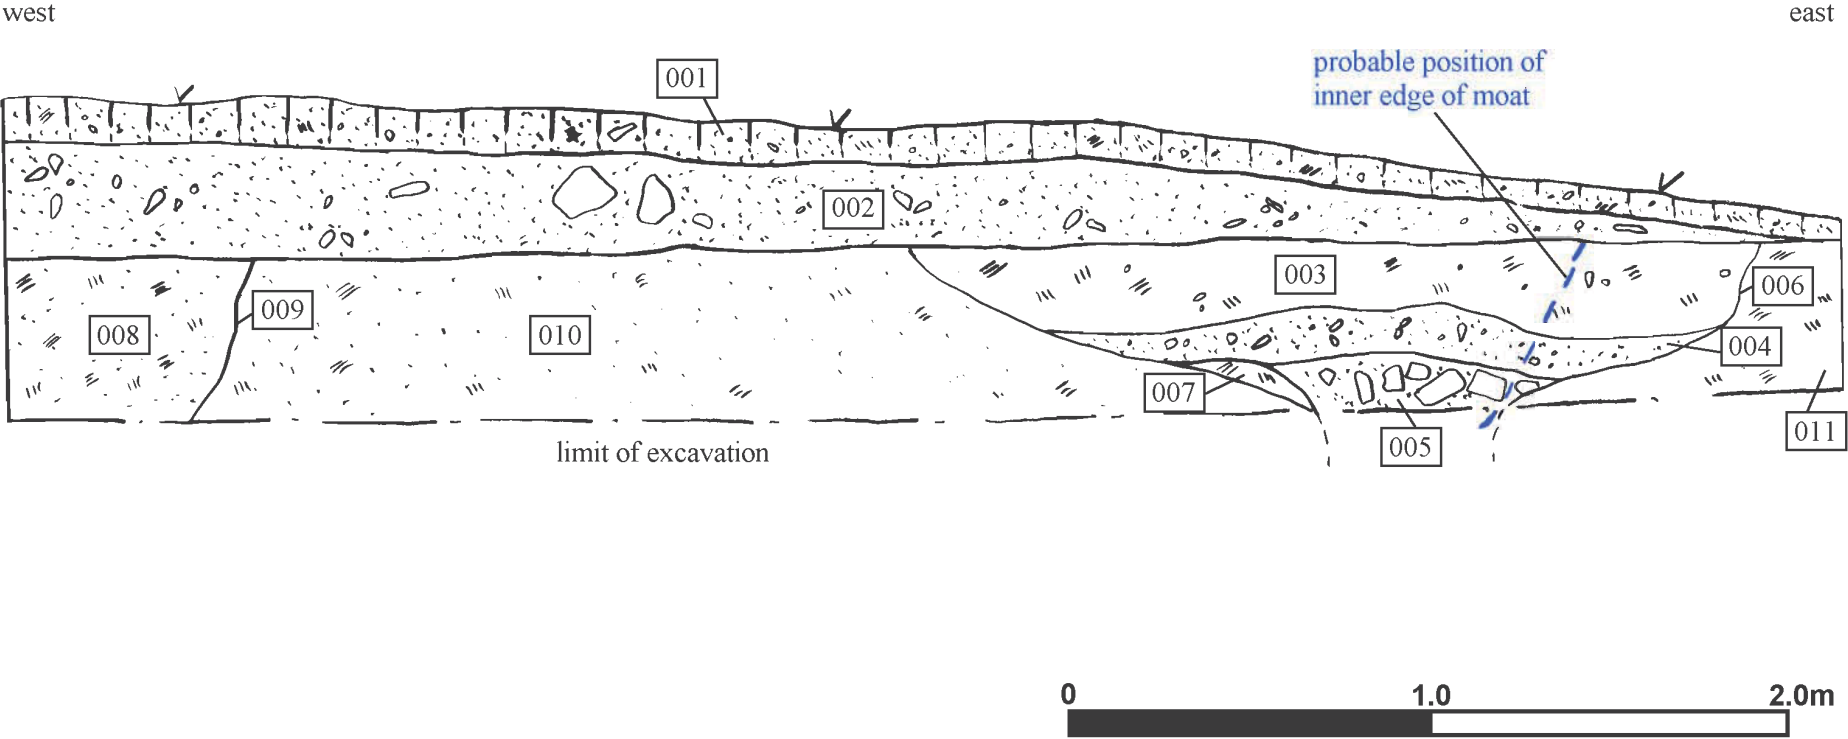 west
east
probable position of
inner edge of moat
001
002
003
006
009
008
010
004
007
011
005
limit of excavation
0
1.0
2.0m